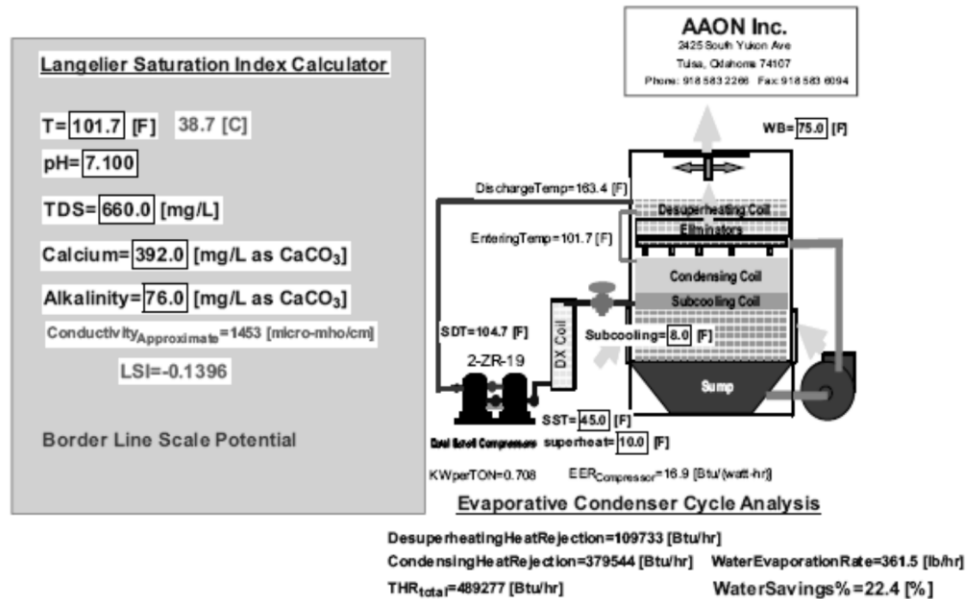 AAON Inc.
2425 South Yukon Ave
Tulsa, Oklahoma 74107
Phone: 918 583 2266 Fax: 918 583 6094
Langelier Saturation Index Calculator
T= 101.7 [F] 38.7 [C]
pH= 7.100
TDS= 660.0 [mg/L]
Calcium= 392.0 [mg/L as CaCO3]
Alkalinity= 76.0 [mg/L as CaCO3]
ConductivityApproximate=1453 [micro-mho/cm]
LSI=-0.1396
Border Line Scale Potential
WB= 75.0 [F]
DischargeTemp=163.4 [F]
Desuperheating Coil
Eliminators
EnteringTemp=101.7 [F]
Condensing Coil
Subcooling Coil
SDT=104.7 [F]
DX Coil
Subcooling= 8.0 [F]
2-ZR-19
Sump
SST= 45.0 [F]
Dual Scroll Compressors superheat= 10.0 [F]
KWperTON=0.708 EERCompressor=16.9 [Btu/(watt-hr)]
Evaporative Condenser Cycle Analysis
DesuperheatingHeatRejection=109733 [Btu/hr]
CondensingHeatRejection=379544 [Btu/hr] WaterEvaporationRate=361.5 [lb/hr]
THRtotal=489277 [Btu/hr] WaterSavings%=22.4 [%]